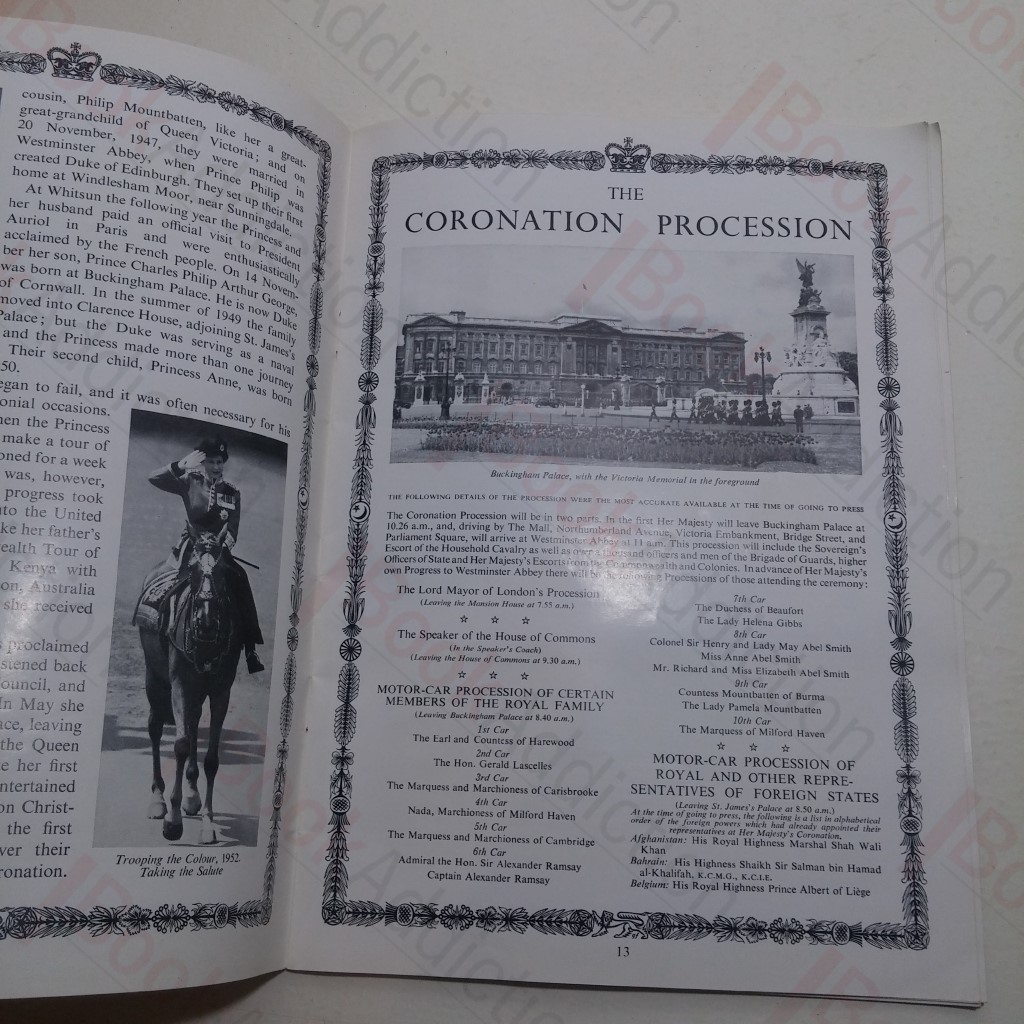 cousin, Philip Mountbatten, like her a great-
great-grandchild of Queen Victoria; and on
20 November, 1947, they were married in
Westminster Abbey, when Prince Philip was
created Duke of Edinburgh. They set up their first
home at Windlesham Moor, near Sunningdale.
At Whitsun the following year the Princess and
her husband paid an official visit to President
Auriol in Paris and were enthusiastically
acclaimed by the French people. On 14 Novem-
ber her son, Prince Charles Philip Arthur George,
was born at Buckingham Palace. He is now Duke
of Cornwall. In the summer of 1949 the family
moved into Clarence House, adjoining St. James's
Palace; but the Duke was serving as a naval
and the Princess made more than one journey
Their second child, Princess Anne, was born
50.
egan to fail, and it was often necessary for his
onial occasions.
hen the Princess
make a tour of
oned for a week
was, however,
progress took
nto the United
ke her father's
ealth Tour of
Kenya with
on, Australia
she received
proclaimed
stened back
ouncil, and
In May she
ace, leaving
the Queen
e her first
ntertained
on Christ-
the first
ver their
ronation.
Trooping the Colour, 1952.
Taking the Salute
THE
CORONATION PROCESSION
Buckingham Palace, with the Victoria Memorial in the foreground
THE FOLLOWING DETAILS OF THE PROCESSION WERE THE MOST ACCURATE AVAILABLE AT THE TIME OF GOING TO PRESS
The Coronation Procession will be in two parts. In the first Her Majesty will leave Buckingham Palace at
10.26 a.m., and, driving by The Mall, Northumberland Avenue, Victoria Embankment, Bridge Street, and
Parliament Square, will arrive at Westminster Abbey at 11 a.m. This procession will include the Sovereign's
Escort of the Household Cavalry as well as over a thousand officers and men of the Brigade of Guards, higher
Officers of State and Her Majesty's Escorts from the Commonwealth and Colonies. In advance of Her Majesty's
own Progress to Westminster Abbey there will be the following Processions of those attending the ceremony:
The Lord Mayor of London's Procession
(Leaving the Mansion House at 7.55 a.m.)
☆ ☆ ☆
The Speaker of the House of Commons
(In the Speaker's Coach)
(Leaving the House of Commons at 9.30 a.m.)
☆ ☆ ☆
MOTOR-CAR PROCESSION OF CERTAIN
MEMBERS OF THE ROYAL FAMILY
(Leaving Buckingham Palace at 8.40 a.m.)
1st Car
The Earl and Countess of Harewood
2nd Car
The Hon. Gerald Lascelles
3rd Car
The Marquess and Marchioness of Carisbrooke
4th Car
Nada, Marchioness of Milford Haven
5th Car
The Marquess and Marchioness of Cambridge
6th Car
Admiral the Hon. Sir Alexander Ramsay
Captain Alexander Ramsay
7th Car
The Duchess of Beaufort
The Lady Helena Gibbs
8th Car
Colonel Sir Henry and Lady May Abel Smith
Miss Anne Abel Smith
Mr. Richard and Miss Elizabeth Abel Smith
9th Car
Countess Mountbatten of Burma
The Lady Pamela Mountbatten
10th Car
The Marquess of Milford Haven
☆ ☆ ☆
MOTOR-CAR PROCESSION OF
ROYAL AND OTHER REPRE-
SENTATIVES OF FOREIGN STATES
(Leaving St. James's Palace at 8.50 a.m.)
At the time of going to press, the following is a list in alphabetical
order of the foreign powers which had already appointed their
representatives at Her Majesty's Coronation.
Afghanistan: His Royal Highness Marshal Shah Wali
Khan
Bahrain: His Highness Shaikh Sir Salman bin Hamad
al-Khalifah, K.C.M.G., K.C.I.E.
Belgium: His Royal Highness Prince Albert of Liège
13
Book Addiction